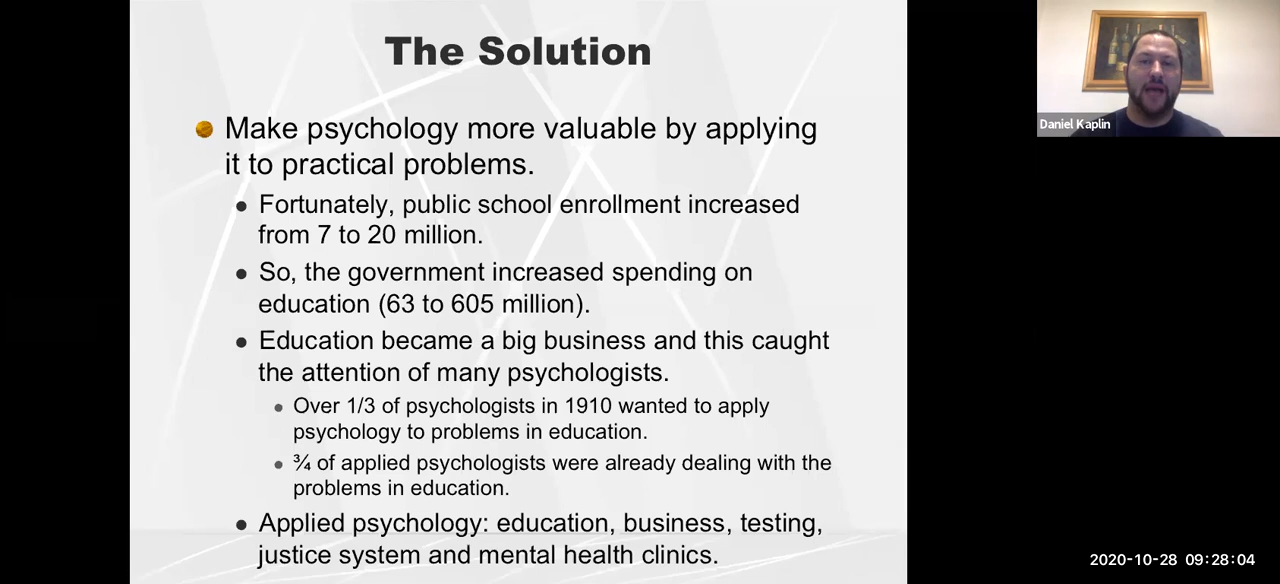 The Solution
Make psychology more valuable by applying
it to practical problems.
Fortunately, public school enrollment increased
from 7 to 20 million.
So, the government increased spending on
education (63 to 605 million).
Education became a big business and this caught
the attention of many psychologists.
Over 1/3 of psychologists in 1910 wanted to apply
psychology to problems in education.
¾ of applied psychologists were already dealing with the
problems in education.
Applied psychology: education, business, testing,
justice system and mental health clinics.
Daniel Kaplin
2020-10-28 09:28:04